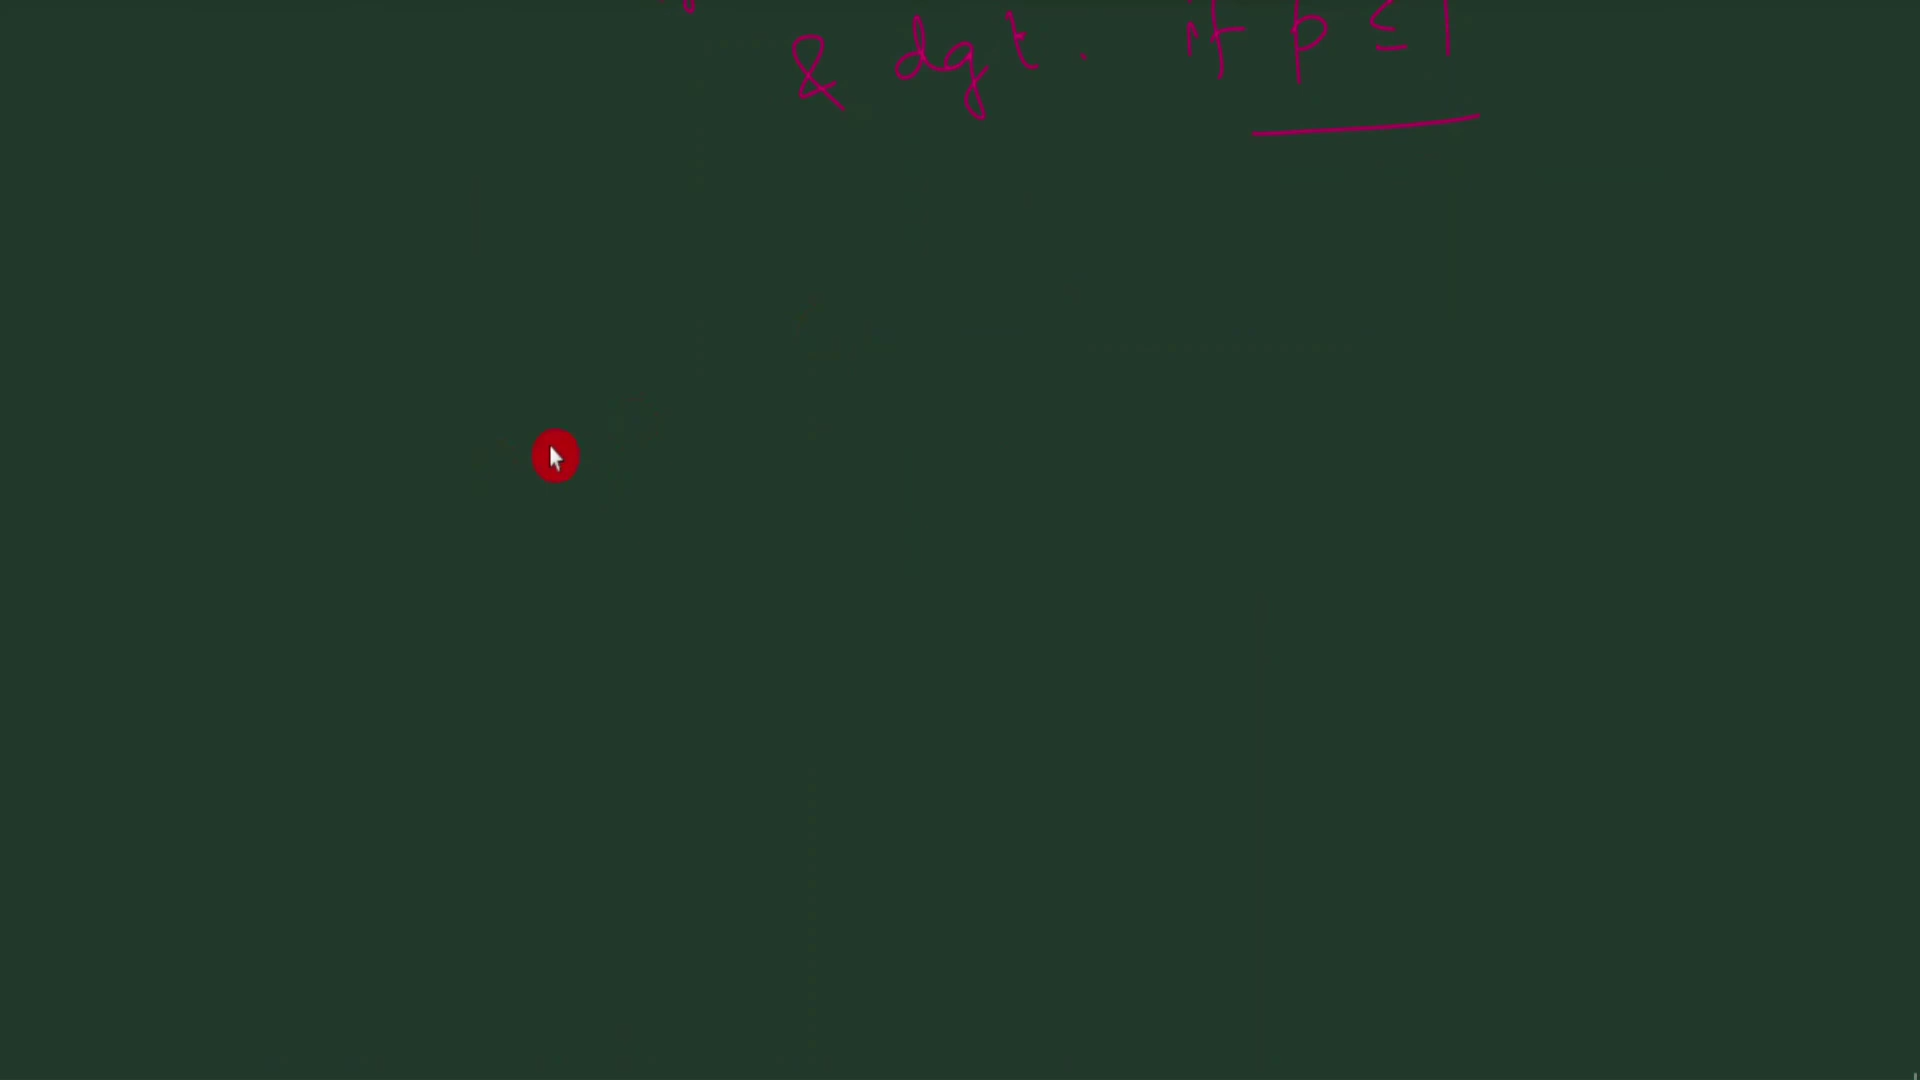 & dgt. if p ≤ 1